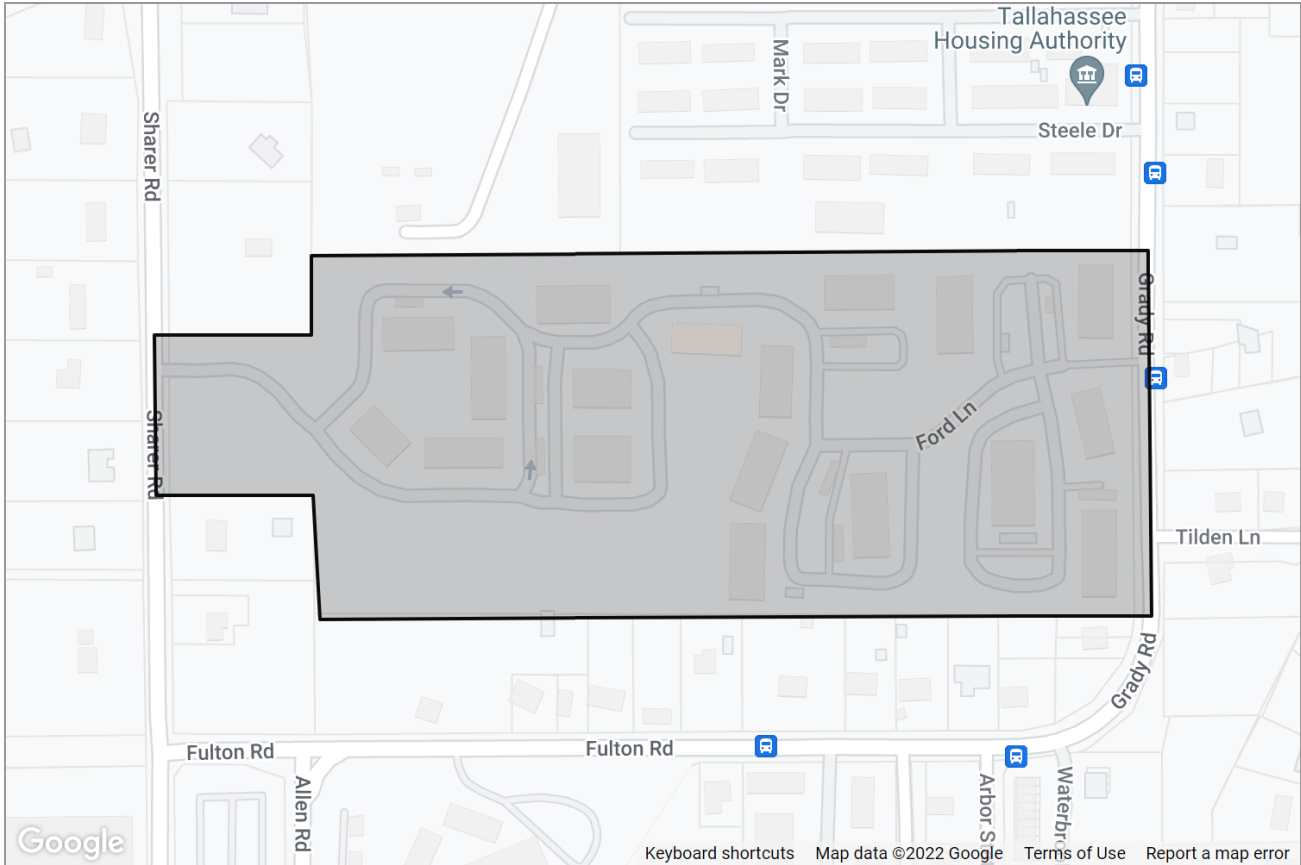 Tallahassee
Housing Authority
Mark Dr
Steele Dr
Sharer Rd
Grady Rd
Sharer Rd
Ford Ln
Tilden Ln
Grady Rd
Fulton Rd
Fulton Rd
Allen Rd
Arbor S
Waterbro
Google
Keyboard shortcuts
Map data ©2022 Google
Terms of Use
Report a map error